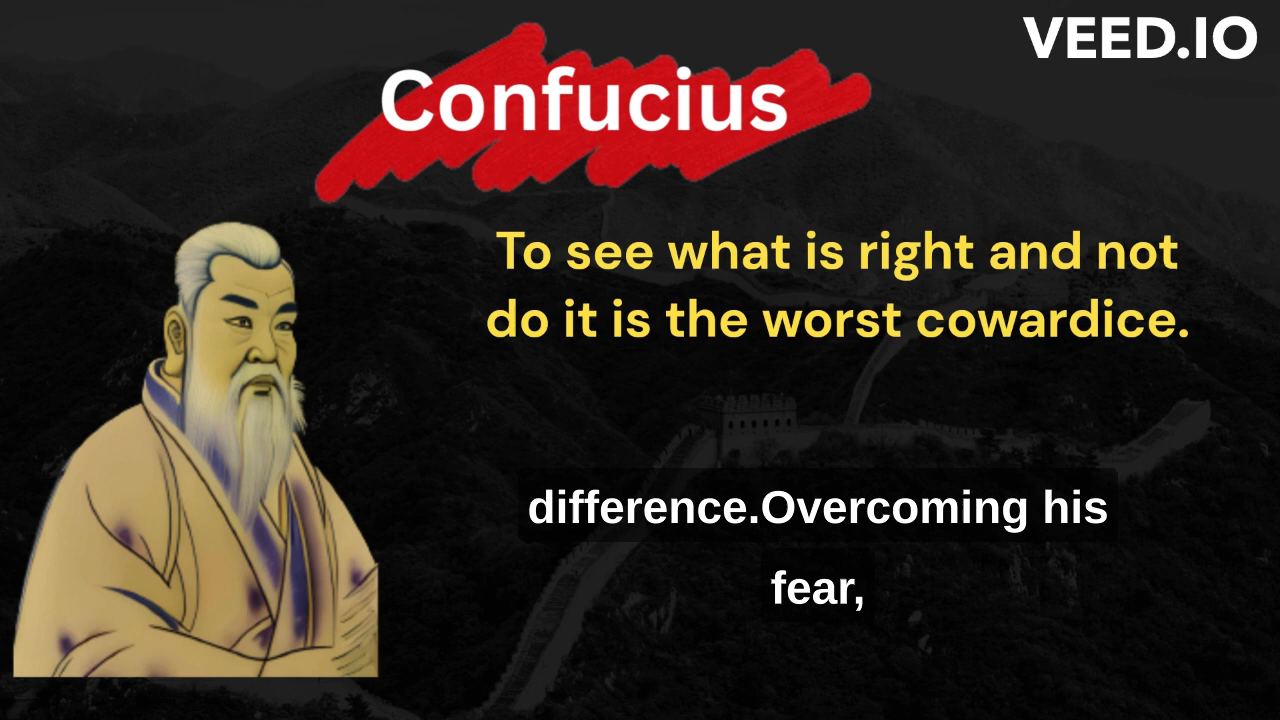 VEED.IO
Confucius
To see what is right and not
do it is the worst cowardice.
difference.Overcoming his
fear,